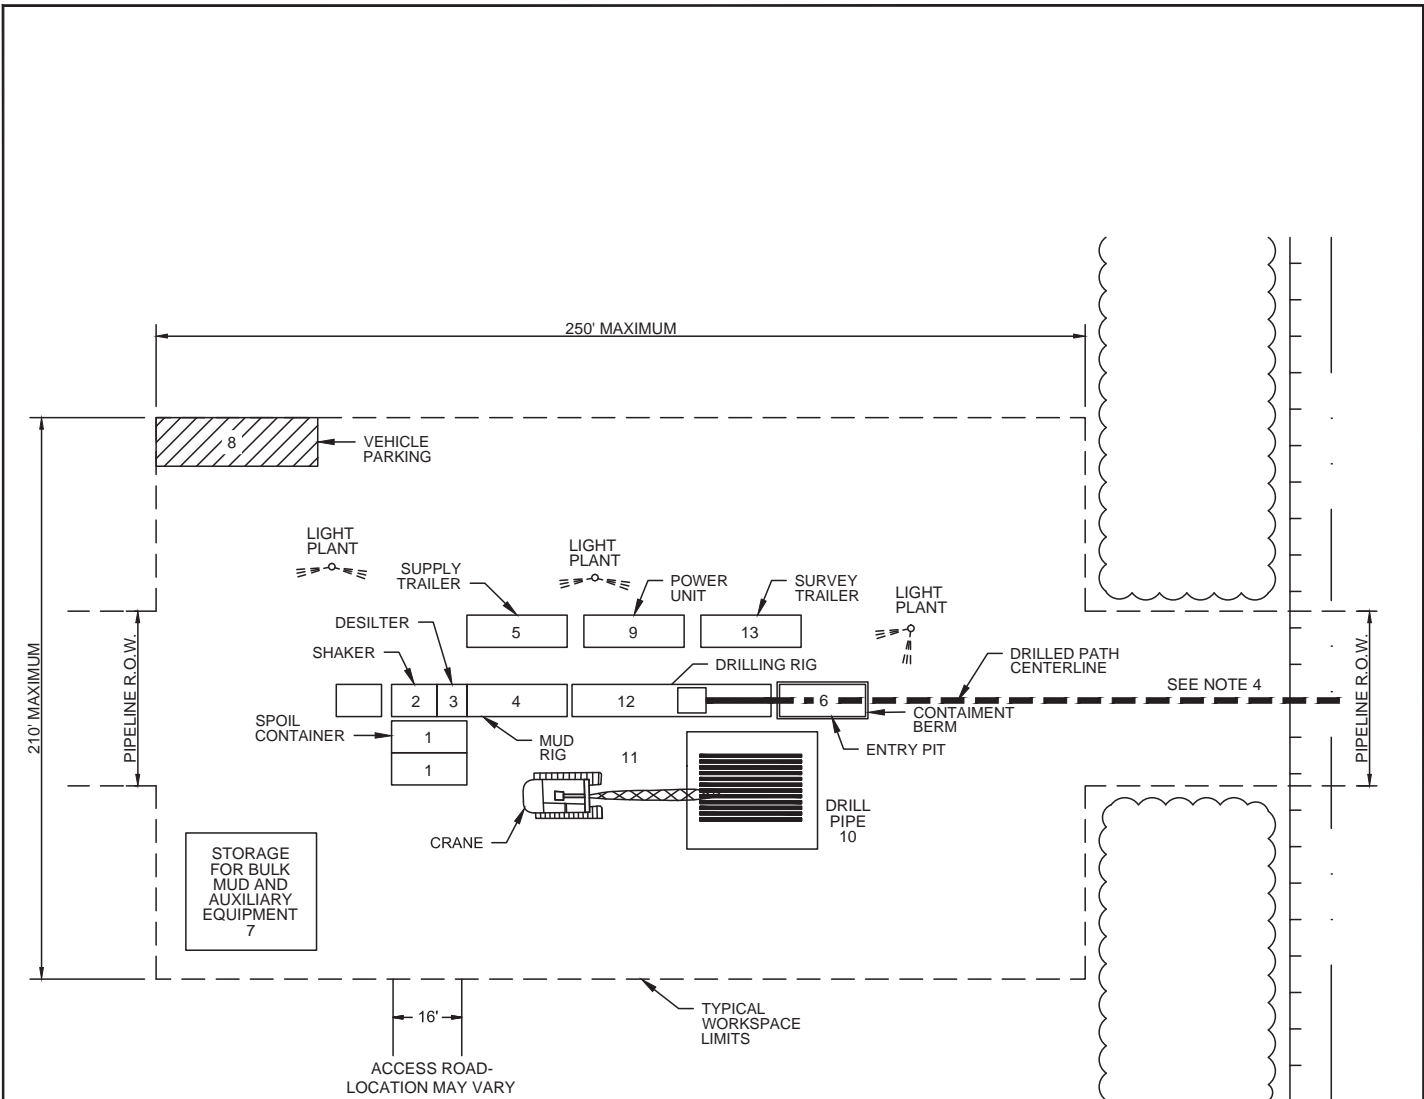 250' MAXIMUM
8
VEHICLE
PARKING
LIGHT
PLANT
LIGHT
PLANT
SUPPLY
TRAILER
POWER
UNIT
SURVEY
TRAILER
LIGHT
PLANT
5
9
13
DESILTER
SHAKER
DRILLING RIG
DRILLED PATH
CENTERLINE
SEE NOTE 4
2
3
4
12
6
CONTAIMENT
BERM
ENTRY PIT
SPOIL
CONTAINER
1
1
MUD
RIG
11
210' MAXIMUM
PIPELINE R.O.W.
PIPELINE R.O.W.
CRANE
DRILL
PIPE
10
STORAGE
FOR BULK
MUD AND
AUXILIARY
EQUIPMENT
7
16'
TYPICAL
WORKSPACE
LIMITS
ACCESS ROAD-
LOCATION MAY VARY